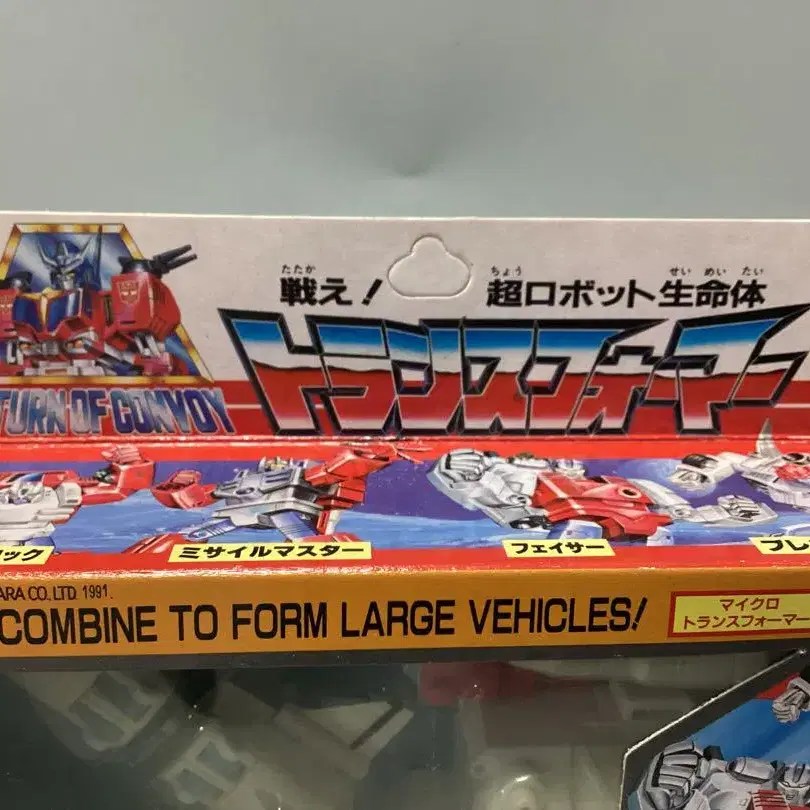 たたか ちょう せい めい たい
戦え! 超ロボット生命体
トランスフォーマー
TURN OF CONVOY
ック ミサイルマスター フェイサー ブレ
ARA CO., LTD. 1991.
COMBINE TO FORM LARGE VEHICLES!
マイクロ
トランスフォーマー